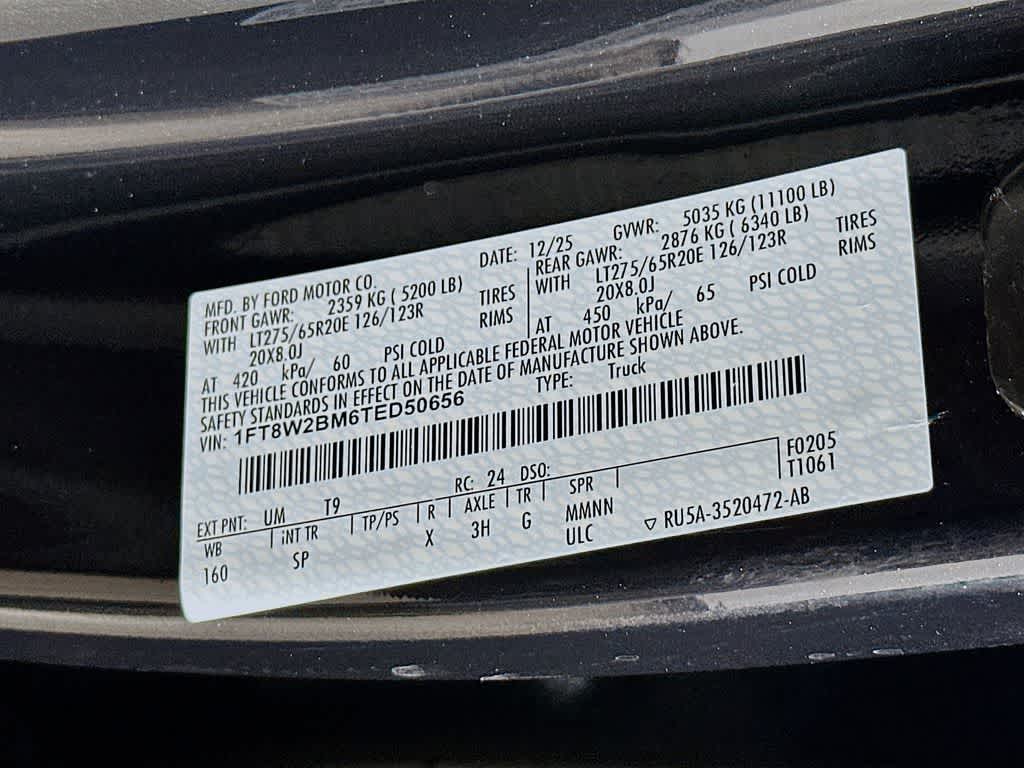 MFD. BY FORD MOTOR CO. DATE: 12/25 GVWR: 5035 KG (11100 LB)
FRONT GAWR: 2359 KG ( 5200 LB) REAR GAWR: 2876 KG ( 6340 LB)
WITH LT275/65R20E 126/123R TIRES WITH LT275/65R20E 126/123R TIRES
20X8.0J RIMS 20X8.0J RIMS
AT 420 kPa/ 60 PSI COLD AT 450 kPa/ 65 PSI COLD
THIS VEHICLE CONFORMS TO ALL APPLICABLE FEDERAL MOTOR VEHICLE
SAFETY STANDARDS IN EFFECT ON THE DATE OF MANUFACTURE SHOWN ABOVE.
VIN: 1FT8W2BM6TED50656 TYPE: Truck
F0205
T1061
EXT PNT: UM T9 RC: 24 DSO:
WB INT TR TP/PS R AXLE TR SPR
160 SP X 3H G MMNN
ULC ▽ RU5A-3520472-AB